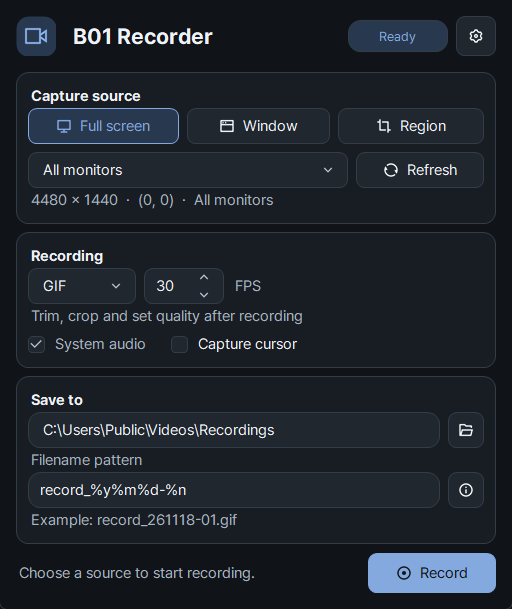 B01 Recorder
Ready
Capture source
Full screen
Window
Region
All monitors
Refresh
4480 × 1440 · (0, 0) · All monitors
Recording
GIF
30
FPS
Trim, crop and set quality after recording
System audio
Capture cursor
Save to
C:\Users\Public\Videos\Recordings
Filename pattern
record_%y%m%d-%n
Example: record_261118-01.gif
Choose a source to start recording.
Record